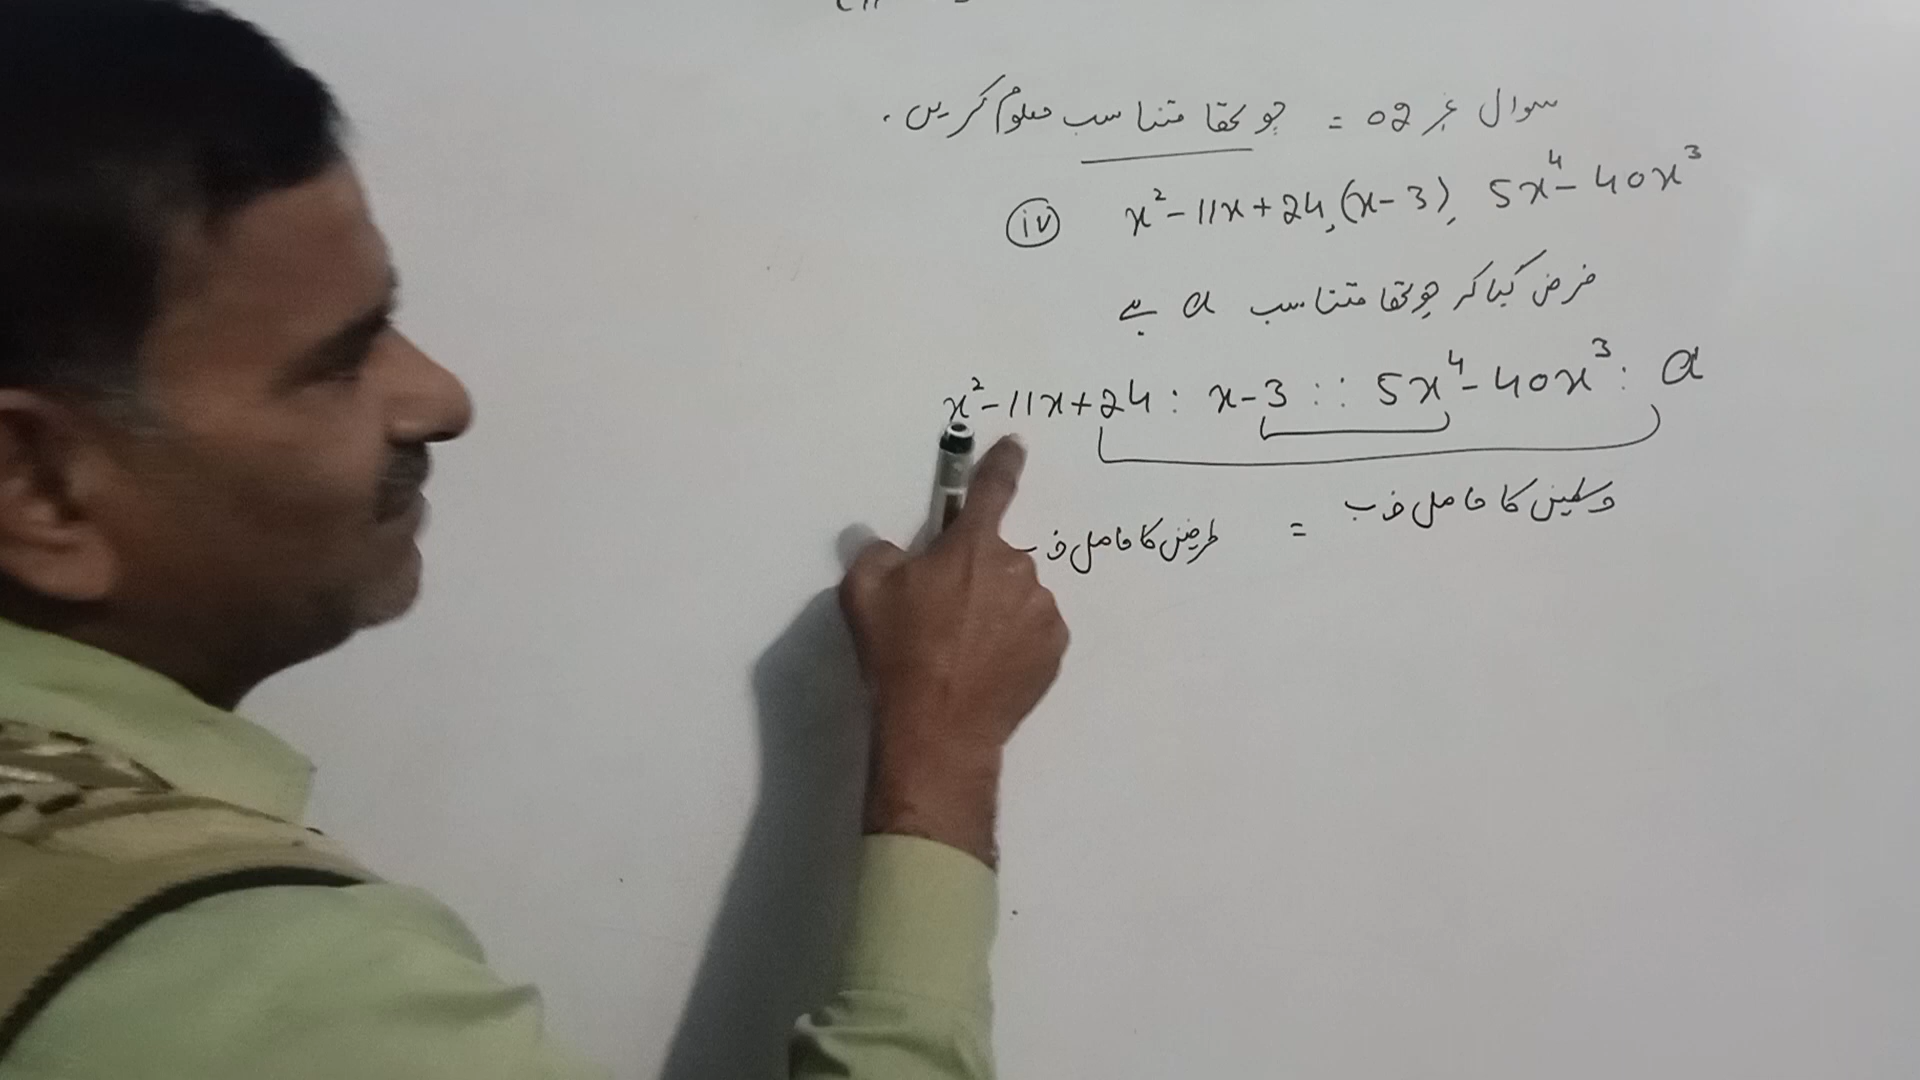 سوال نمبر 02 = چوتھا متناسب معلوم کریں۔
(iv) x² - 11x + 24, (x - 3), 5x⁴ - 40x³
فرض کیا کہ چوتھا متناسب a ہے
x² - 11x + 24 : x - 3 :: 5x⁴ - 40x³ : a
وسطین کا حاصل ضرب = طرفین کا حاصل